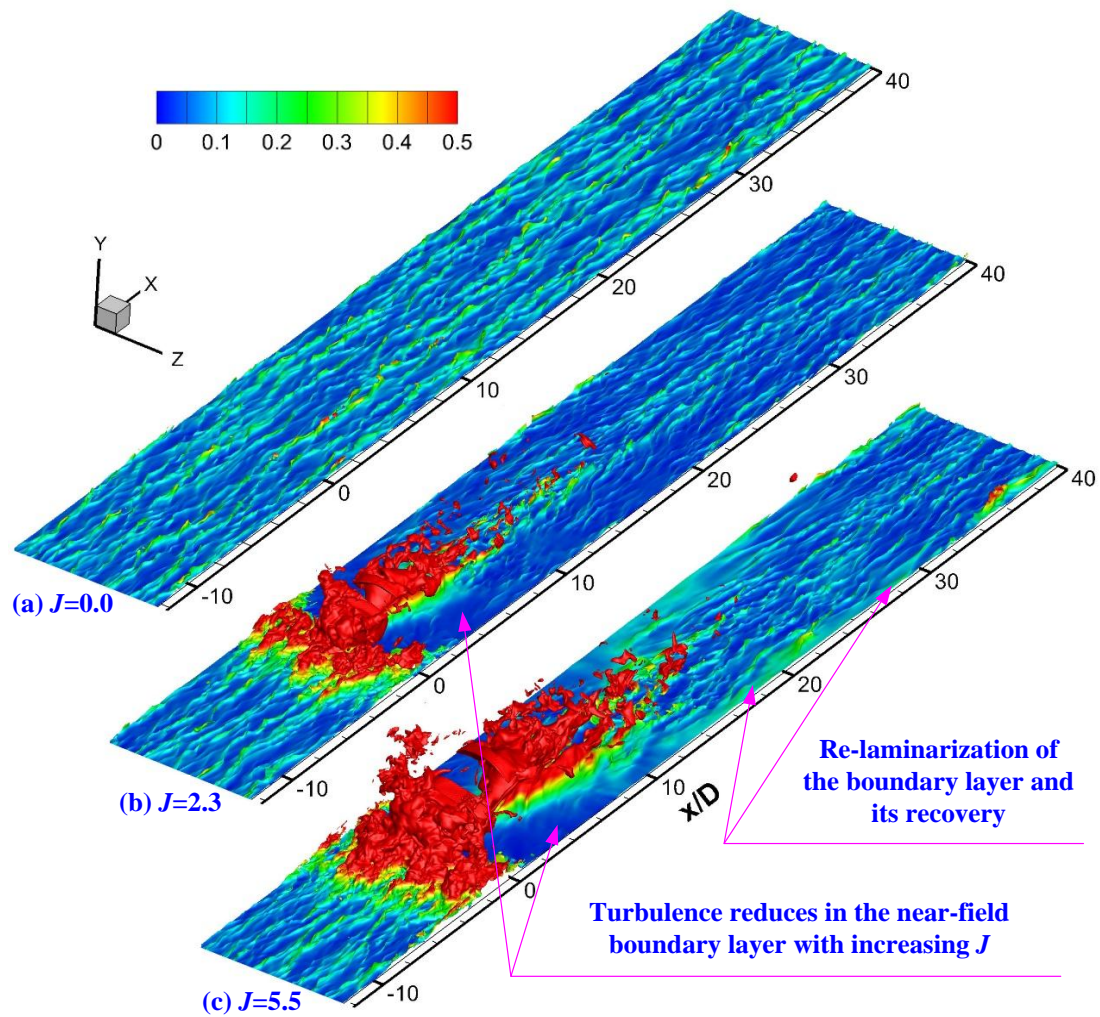 0 0.1 0.2 0.3 0.4 0.5
Y
X
Z
-10 0 10 20 30 40
(a) J=0.0
-10 0 10 20 30 40
(b) J=2.3
-10 0 10 20 30 40
x/D
(c) J=5.5
Re-laminarization of
the boundary layer and
its recovery
Turbulence reduces in the near-field
boundary layer with increasing J